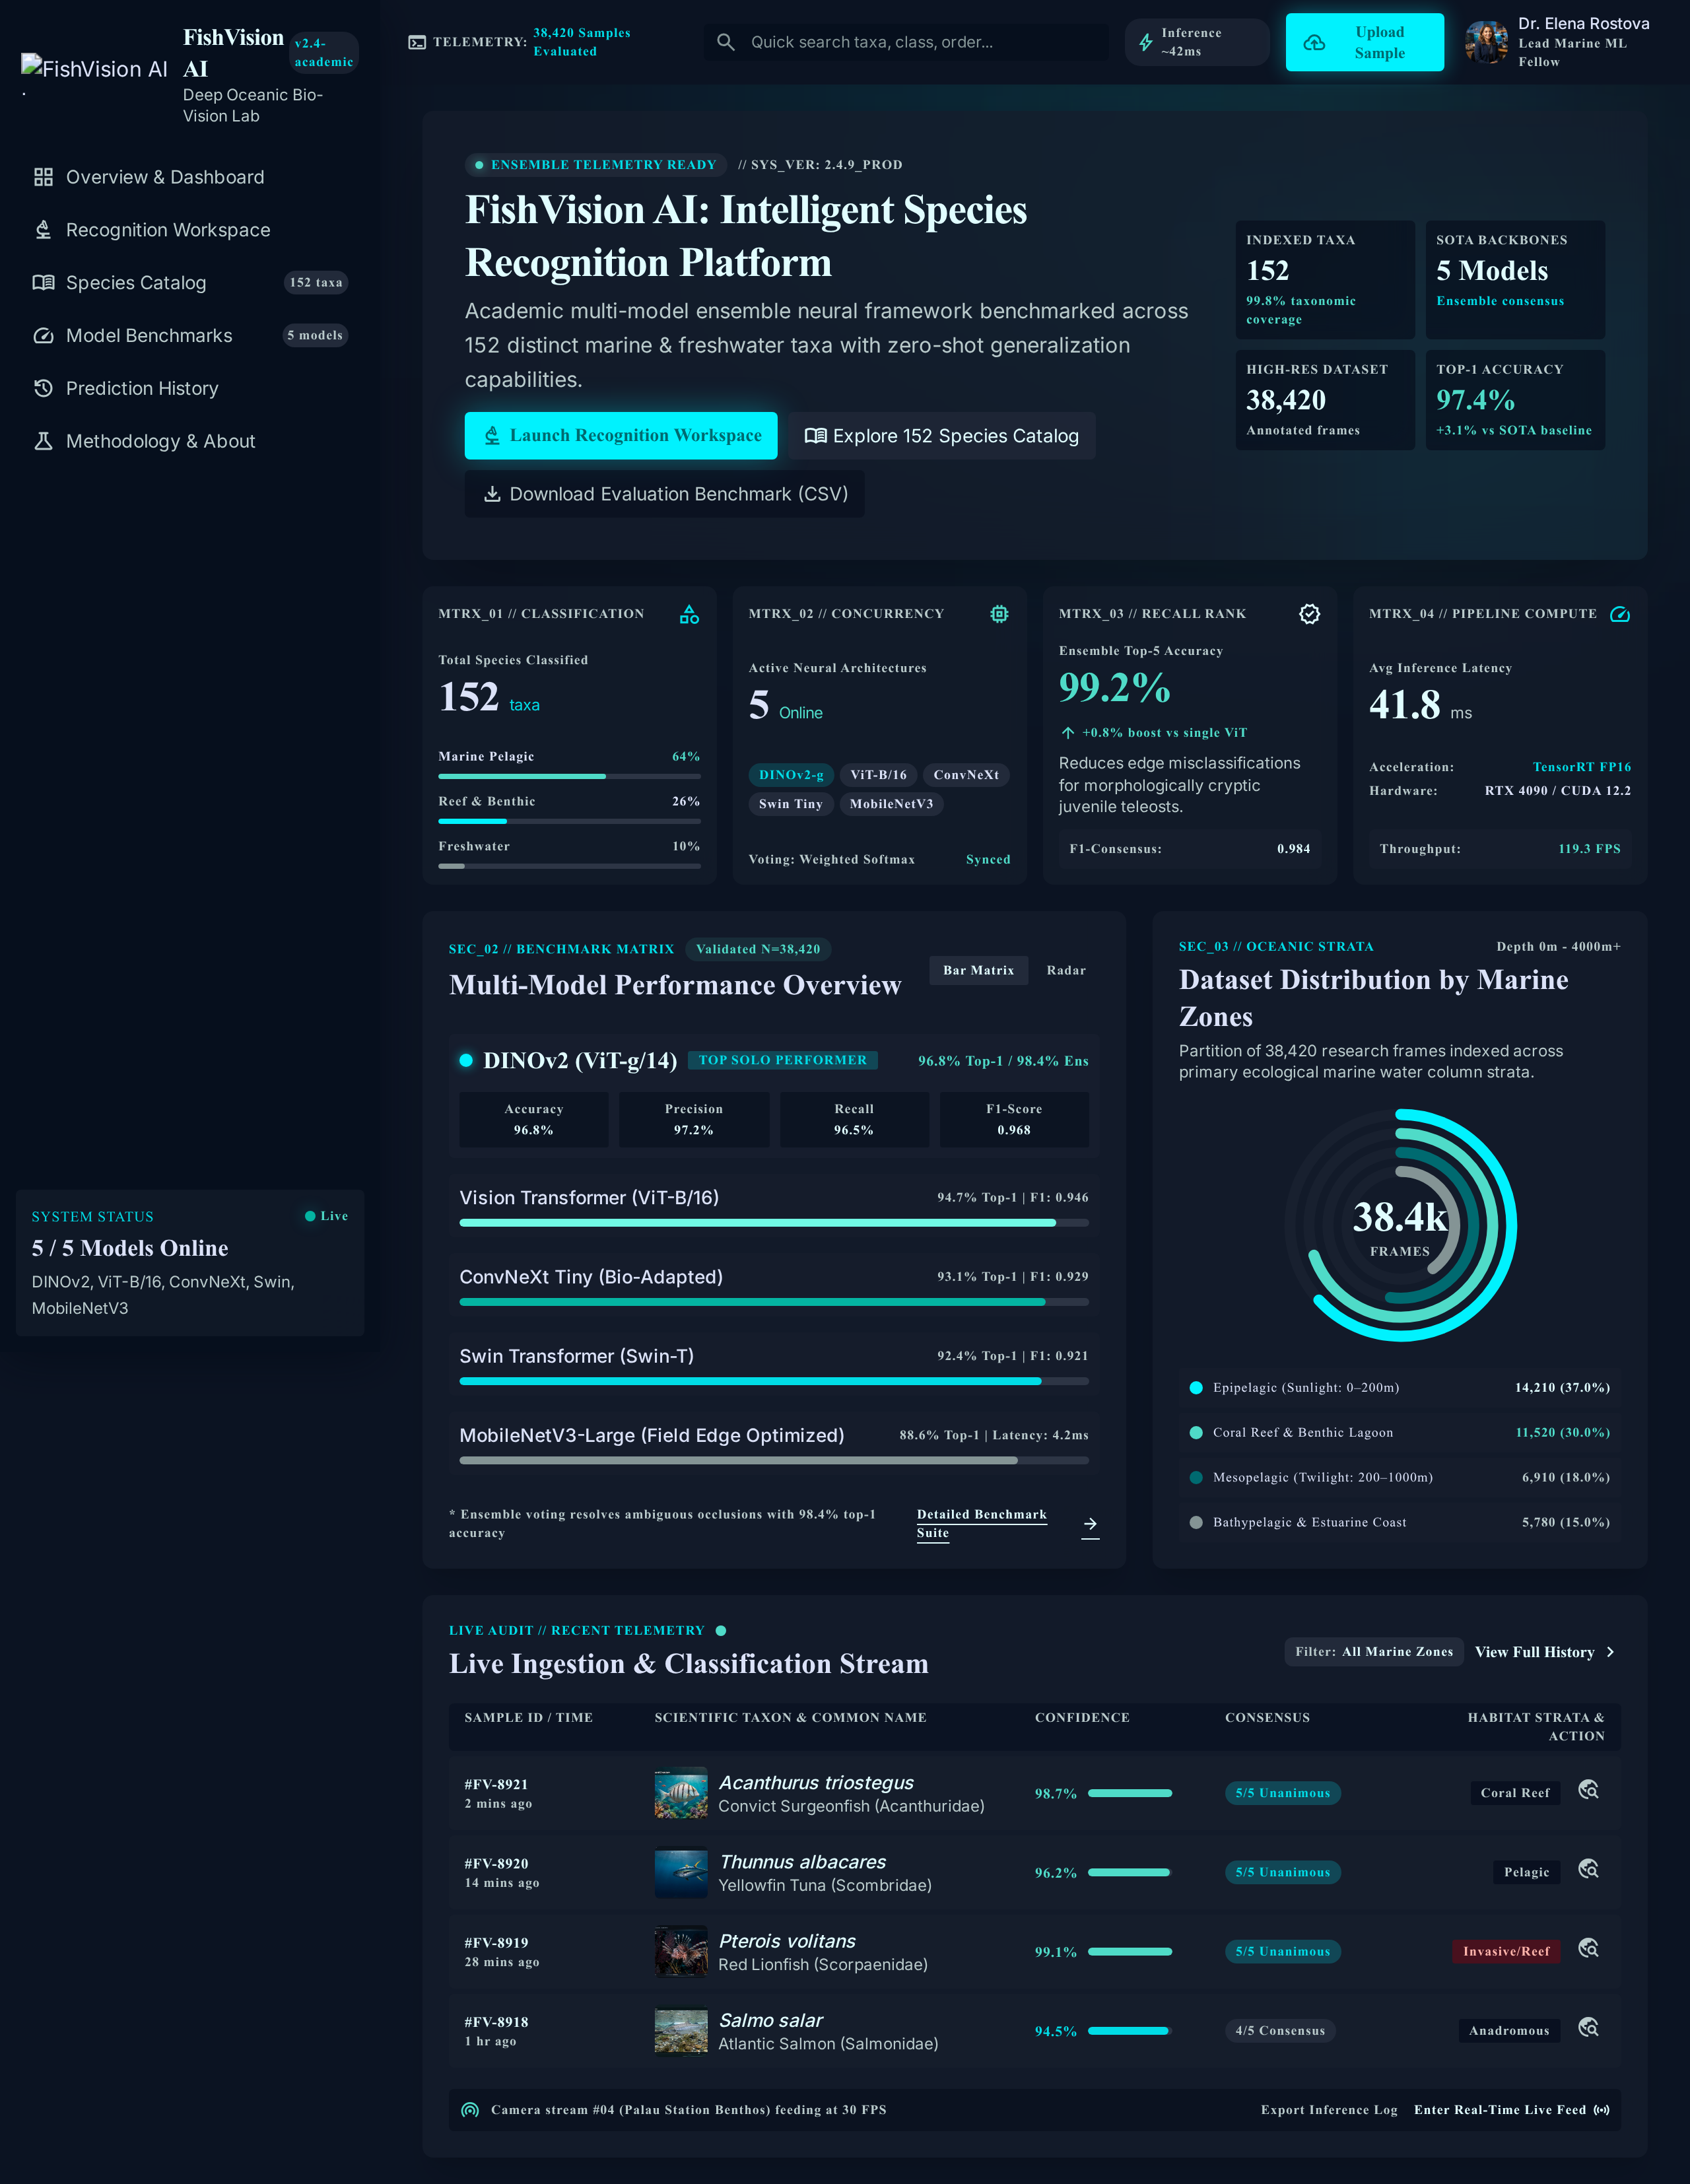 FishVision AI
FishVision
AI
v2.4-
academic
Deep Oceanic Bio-
Vision Lab
Overview & Dashboard
Recognition Workspace
Species Catalog
152 taxa
Model Benchmarks
5 models
Prediction History
Methodology & About
SYSTEM STATUS
Live
5 / 5 Models Online
DINOv2, ViT-B/16, ConvNeXt, Swin,
MobileNetV3
TELEMETRY:
38,420 Samples
Evaluated
Quick search taxa, class, order...
Inference
~42ms
Upload
Sample
Dr. Elena Rostova
Lead Marine ML
Fellow
ENSEMBLE TELEMETRY READY
// SYS_VER: 2.4.9_PROD
FishVision AI: Intelligent Species
Recognition Platform
Academic multi-model ensemble neural framework benchmarked across
152 distinct marine & freshwater taxa with zero-shot generalization
capabilities.
Launch Recognition Workspace
Explore 152 Species Catalog
Download Evaluation Benchmark (CSV)
INDEXED TAXA
152
99.8% taxonomic
coverage
SOTA BACKBONES
5 Models
Ensemble consensus
HIGH-RES DATASET
38,420
Annotated frames
TOP-1 ACCURACY
97.4%
+3.1% vs SOTA baseline
MTRX_01 // CLASSIFICATION
Total Species Classified
152 taxa
Marine Pelagic 64%
Reef & Benthic 26%
Freshwater 10%
MTRX_02 // CONCURRENCY
Active Neural Architectures
5 Online
DINOv2-g ViT-B/16 ConvNeXt
Swin Tiny MobileNetV3
Voting: Weighted Softmax Synced
MTRX_03 // RECALL RANK
Ensemble Top-5 Accuracy
99.2%
+0.8% boost vs single ViT
Reduces edge misclassifications
for morphologically cryptic
juvenile teleosts.
F1-Consensus: 0.984
MTRX_04 // PIPELINE COMPUTE
Avg Inference Latency
41.8 ms
Acceleration: TensorRT FP16
Hardware: RTX 4090 / CUDA 12.2
Throughput: 119.3 FPS
SEC_02 // BENCHMARK MATRIX
Validated N=38,420
Multi-Model Performance Overview
Bar Matrix
Radar
DINOv2 (ViT-g/14)
TOP SOLO PERFORMER
96.8% Top-1 / 98.4% Ens
Accuracy
96.8%
Precision
97.2%
Recall
96.5%
F1-Score
0.968
Vision Transformer (ViT-B/16) 94.7% Top-1 | F1: 0.946
ConvNeXt Tiny (Bio-Adapted) 93.1% Top-1 | F1: 0.929
Swin Transformer (Swin-T) 92.4% Top-1 | F1: 0.921
MobileNetV3-Large (Field Edge Optimized) 88.6% Top-1 | Latency: 4.2ms
* Ensemble voting resolves ambiguous occlusions with 98.4% top-1
accuracy
Detailed Benchmark
Suite
SEC_03 // OCEANIC STRATA
Depth 0m - 4000m+
Dataset Distribution by Marine
Zones
Partition of 38,420 research frames indexed across
primary ecological marine water column strata.
38.4k
FRAMES
Epipelagic (Sunlight: 0–200m) 14,210 (37.0%)
Coral Reef & Benthic Lagoon 11,520 (30.0%)
Mesopelagic (Twilight: 200–1000m) 6,910 (18.0%)
Bathypelagic & Estuarine Coast 5,780 (15.0%)
LIVE AUDIT // RECENT TELEMETRY
Live Ingestion & Classification Stream
Filter: All Marine Zones
View Full History
SAMPLE ID / TIME SCIENTIFIC TAXON & COMMON NAME CONFIDENCE CONSENSUS HABITAT STRATA &
ACTION
#FV-8921
2 mins ago
Acanthurus triostegus
Convict Surgeonfish (Acanthuridae)
98.7%
5/5 Unanimous
Coral Reef
#FV-8920
14 mins ago
Thunnus albacares
Yellowfin Tuna (Scombridae)
96.2%
5/5 Unanimous
Pelagic
#FV-8919
28 mins ago
Pterois volitans
Red Lionfish (Scorpaenidae)
99.1%
5/5 Unanimous
Invasive/Reef
#FV-8918
1 hr ago
Salmo salar
Atlantic Salmon (Salmonidae)
94.5%
4/5 Consensus
Anadromous
Camera stream #04 (Palau Station Benthos) feeding at 30 FPS
Export Inference Log
Enter Real-Time Live Feed